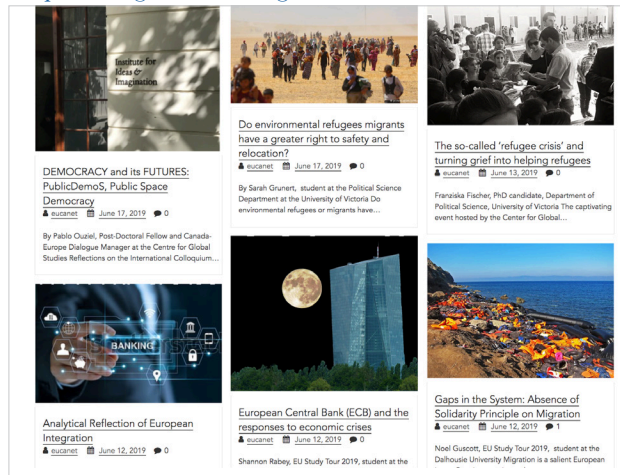 Institute for
Ideas &
Imagination
DEMOCRACY and its FUTURES:
PublicDemoS, Public Space
Democracy
eucanet June 17, 2019 0
By Pablo Ouziel, Post-Doctoral Fellow and Canada-
Europe Dialogue Manager at the Centre for Global
Studies Reflections on the International Colloquium...
BANKING
Analytical Reflection of European
Integration
eucanet June 12, 2019 0
Do environmental refugees migrants
have a greater right to safety and
relocation?
eucanet June 17, 2019 0
By Sarah Grunert, student at the Political Science
Department at the University of Victoria Do
environmental refugees or migrants have...
European Central Bank (ECB) and the
responses to economic crises
eucanet June 12, 2019 0
Shannon Rabey, EU Study Tour 2019, student at the
The so-called 'refugee crisis' and
turning grief into helping refugees
eucanet June 13, 2019 0
Franziska Fischer, PhD candidate, Department of
Political Science, University of Victoria The captivating
event hosted by the Center for Global...
Gaps in the System: Absence of
Solidarity Principle on Migration
eucanet June 12, 2019 1
Noel Guscott, EU Study Tour 2019, student at the
Dalhousie University Migration is a salient European